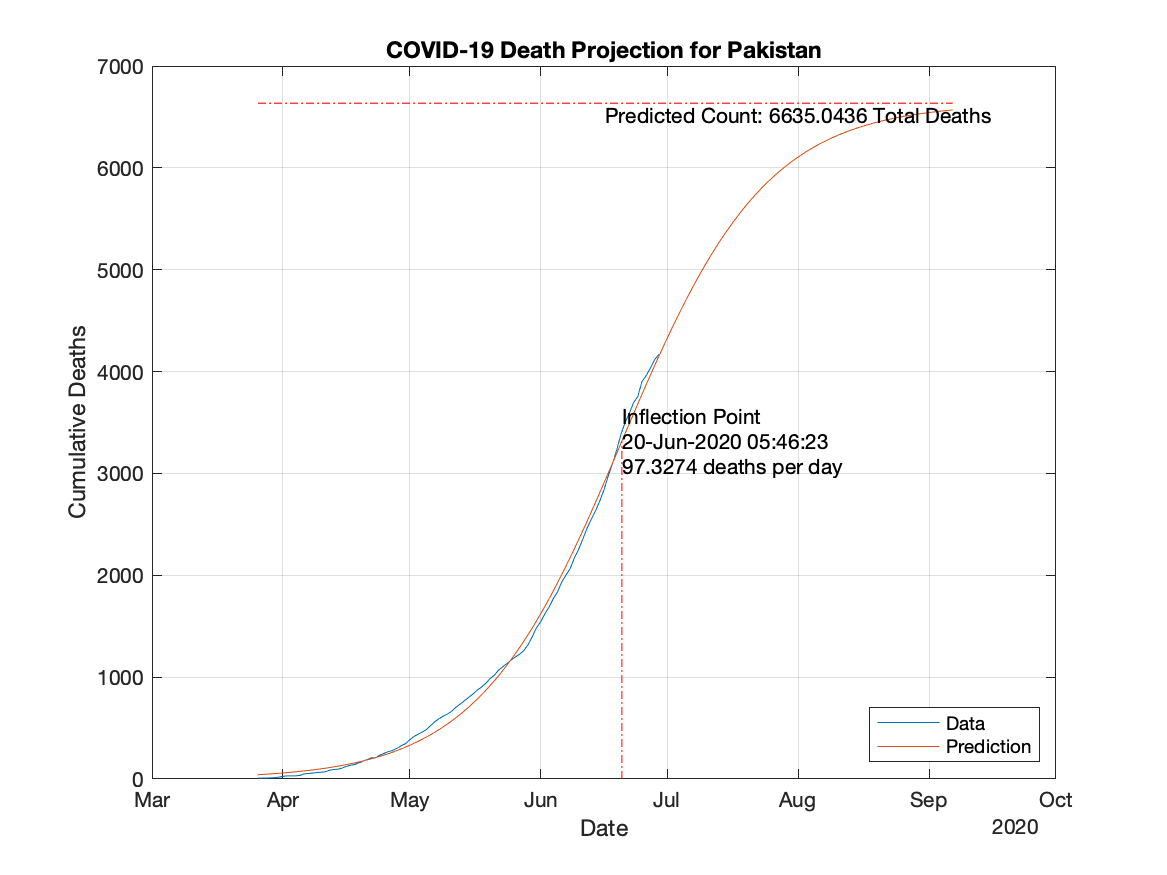 COVID-19 Death Projection for Pakistan
7000
6000
5000
4000
3000
2000
1000
0
Cumulative Deaths
Predicted Count: 6635.0436 Total Deaths
Inflection Point
20-Jun-2020 05:46:23
97.3274 deaths per day
Data
Prediction
Mar Apr May Jun Jul Aug Sep Oct
Date
2020